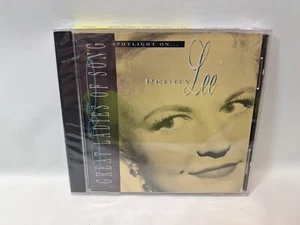 SPOTLIGHT ON...
PEGGY
Lee
GREAT LADIES OF SONG